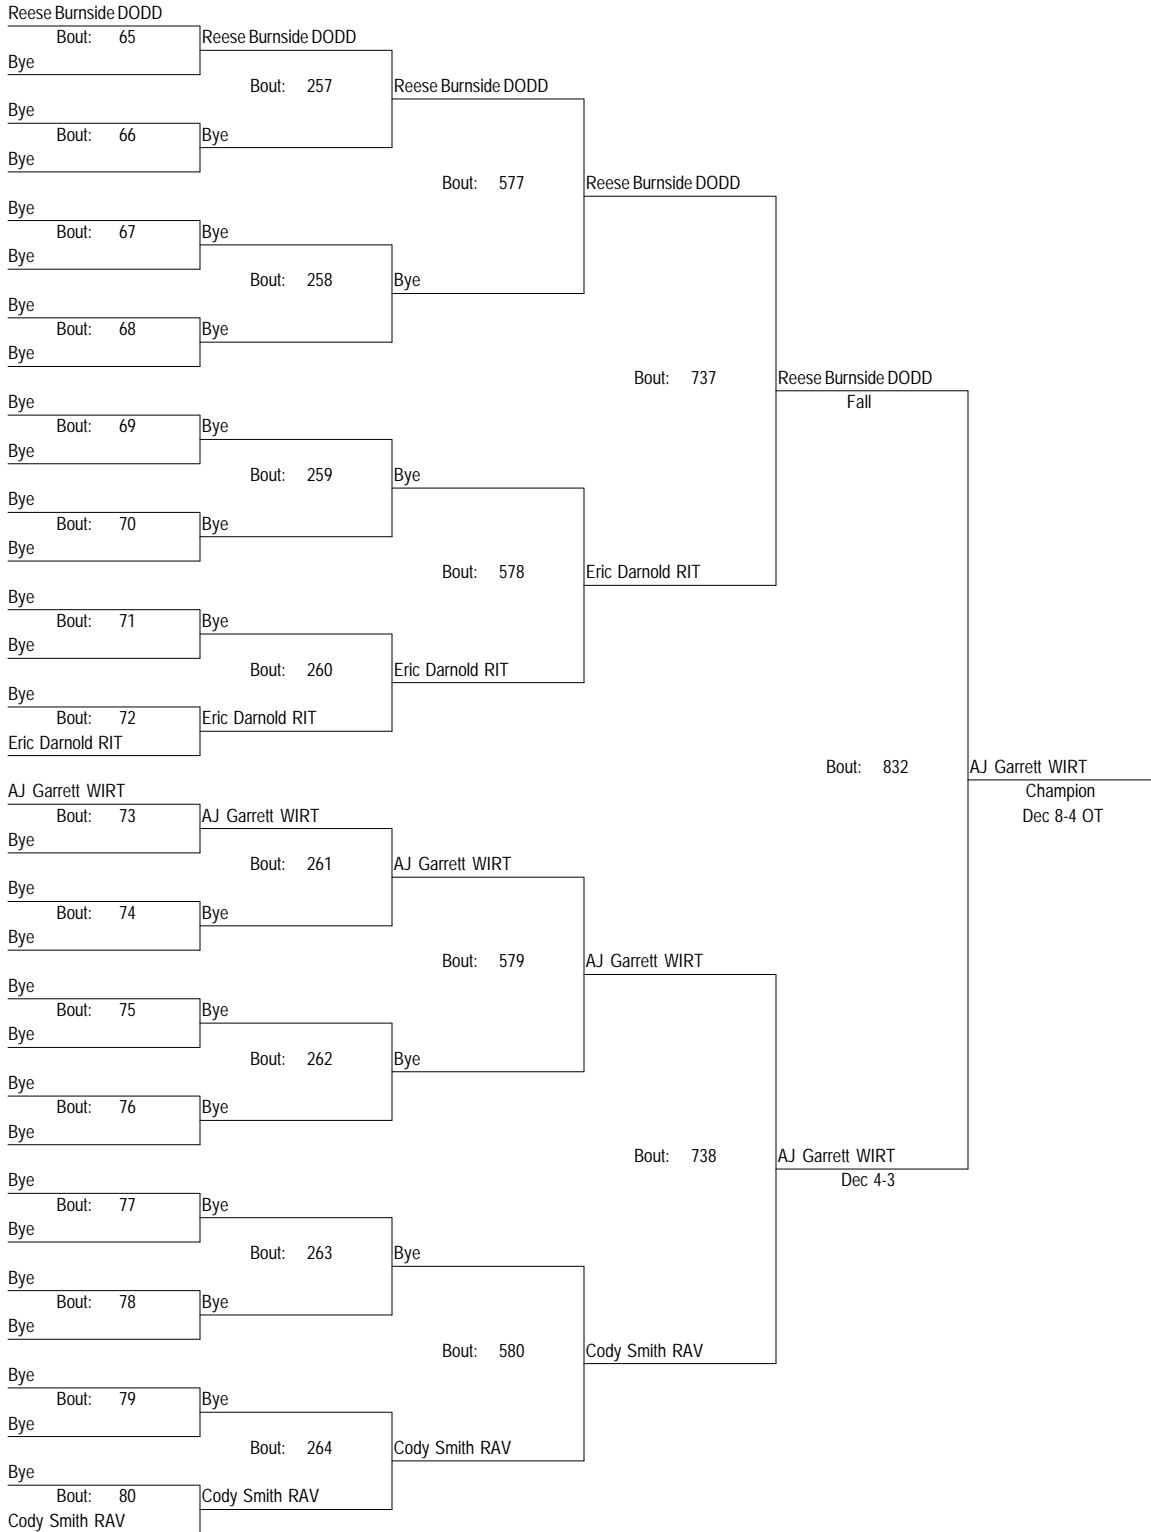 Reese Burnside DODD
Bout: 65 Reese Burnside DODD
Bye
Bout: 257 Reese Burnside DODD
Bye
Bout: 66 Bye
Bye
Bout: 577 Reese Burnside DODD
Bye
Bout: 67 Bye
Bye
Bout: 258 Bye
Bye
Bout: 68 Bye
Bye
Bout: 737 Reese Burnside DODD
Fall
Bye
Bout: 69 Bye
Bye
Bout: 259 Bye
Bye
Bout: 70 Bye
Bye
Bout: 578 Eric Darnold RIT
Bye
Bout: 71 Bye
Bye
Bout: 260 Eric Darnold RIT
Bye
Bout: 72 Eric Darnold RIT
Eric Darnold RIT
Bout: 832 AJ Garrett WIRT
Champion
Dec 8-4 OT
AJ Garrett WIRT
Bout: 73 AJ Garrett WIRT
Bye
Bout: 261 AJ Garrett WIRT
Bye
Bout: 74 Bye
Bye
Bout: 579 AJ Garrett WIRT
Bye
Bout: 75 Bye
Bye
Bout: 262 Bye
Bye
Bout: 76 Bye
Bye
Bout: 738 AJ Garrett WIRT
Dec 4-3
Bye
Bout: 77 Bye
Bye
Bout: 263 Bye
Bye
Bout: 78 Bye
Bye
Bout: 580 Cody Smith RAV
Bye
Bout: 79 Bye
Bye
Bout: 264 Cody Smith RAV
Bye
Bout: 80 Cody Smith RAV
Cody Smith RAV